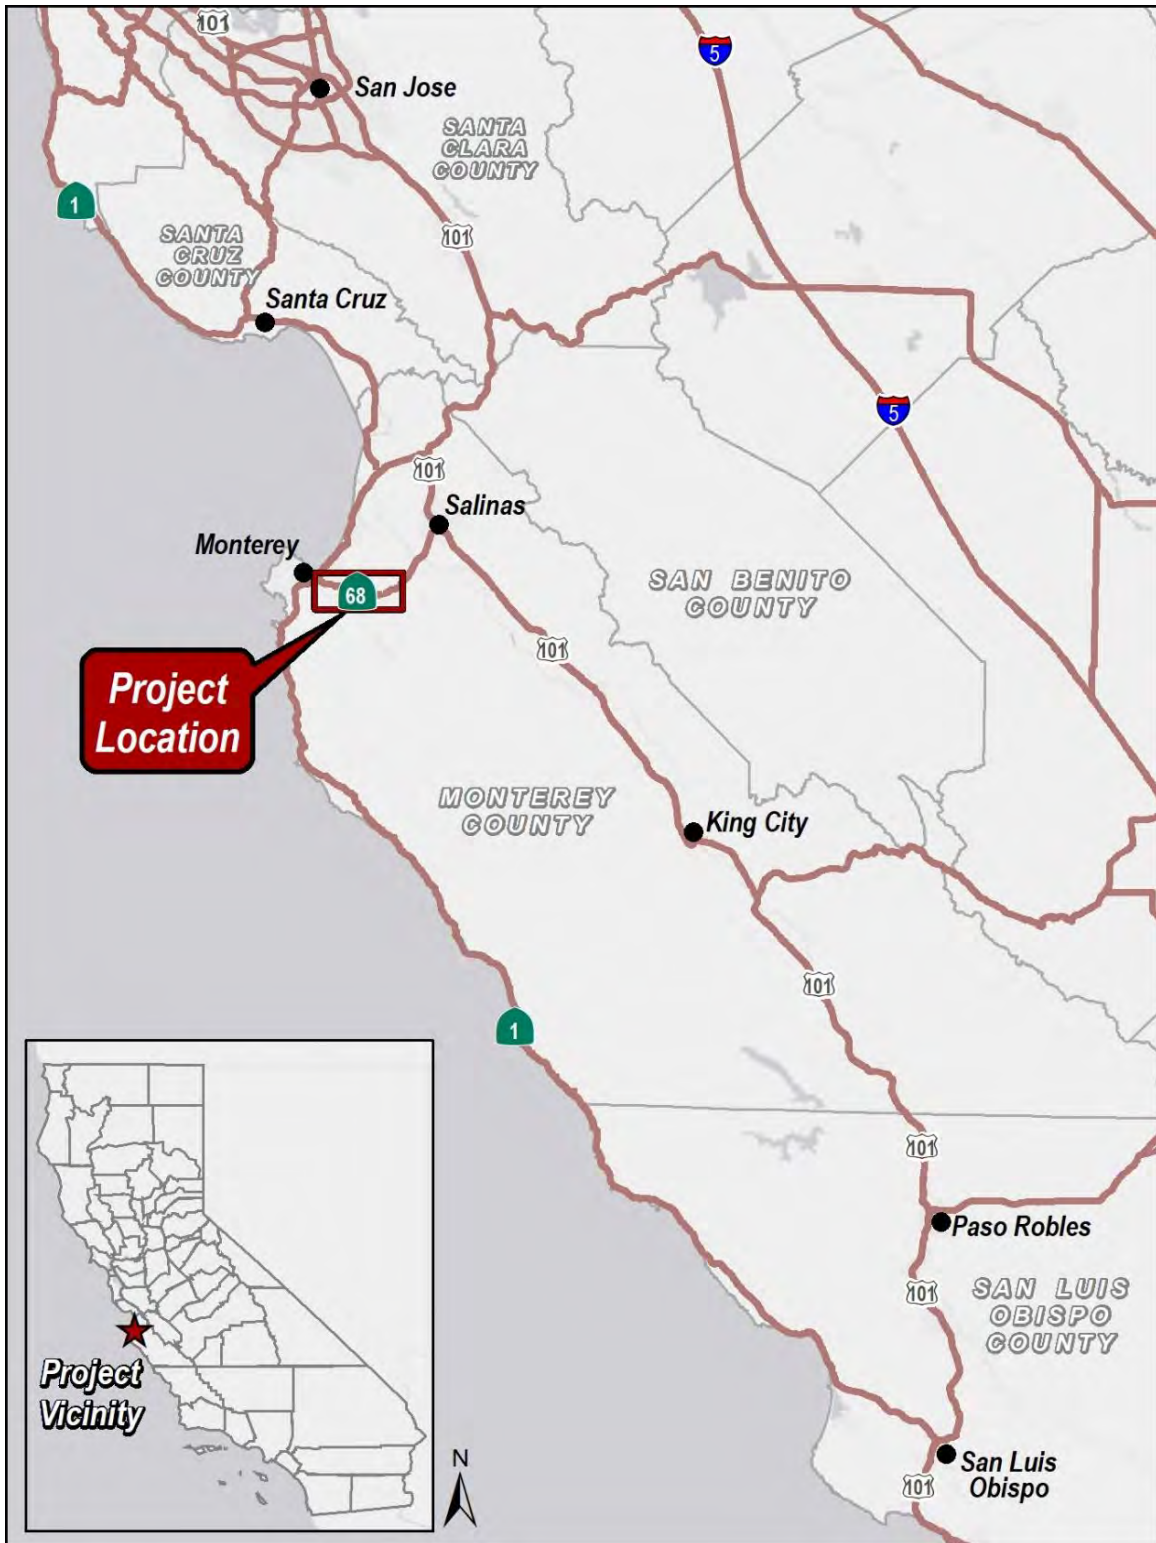 101
5
San Jose
SANTA
CLARA
COUNTY
1
SANTA
CRUZ
COUNTY
101
Santa Cruz
5
101
Salinas
Monterey
68
SAN BENITO
COUNTY
101
Project
Location
MONTEREY
COUNTY
King City
101
1
101
Paso Robles
101
SAN LUIS
OBISPO
COUNTY
Project
Vicinity
N
San Luis
Obispo
101